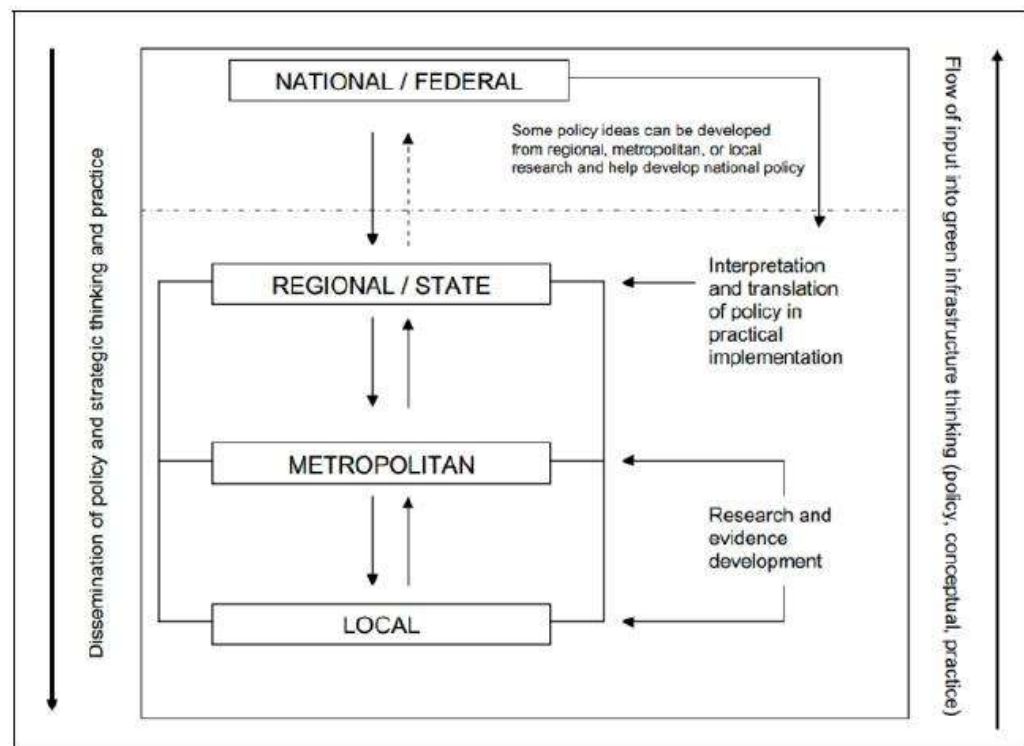 Dissemination of policy and strategic thinking and practice
NATIONAL / FEDERAL
Some policy ideas can be developed
from regional, metropolitan, or local
research and help develop national policy
REGIONAL / STATE
Interpretation
and translation
of policy in
practical
implementation
METROPOLITAN
Research and
evidence
development
LOCAL
Flow of input into green infrastructure thinking (policy, conceptual, practice)